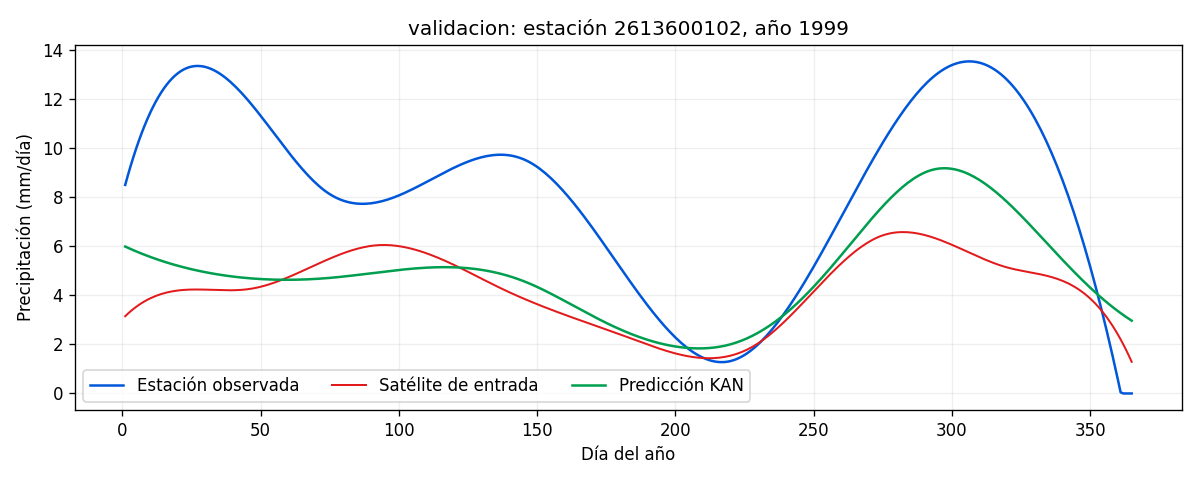 validacion: estación 2613600102, año 1999
Precipitación (mm/día)
14
12
10
8
6
4
2
0
Estación observada
Satélite de entrada
Predicción KAN
0 50 100 150 200 250 300 350
Día del año